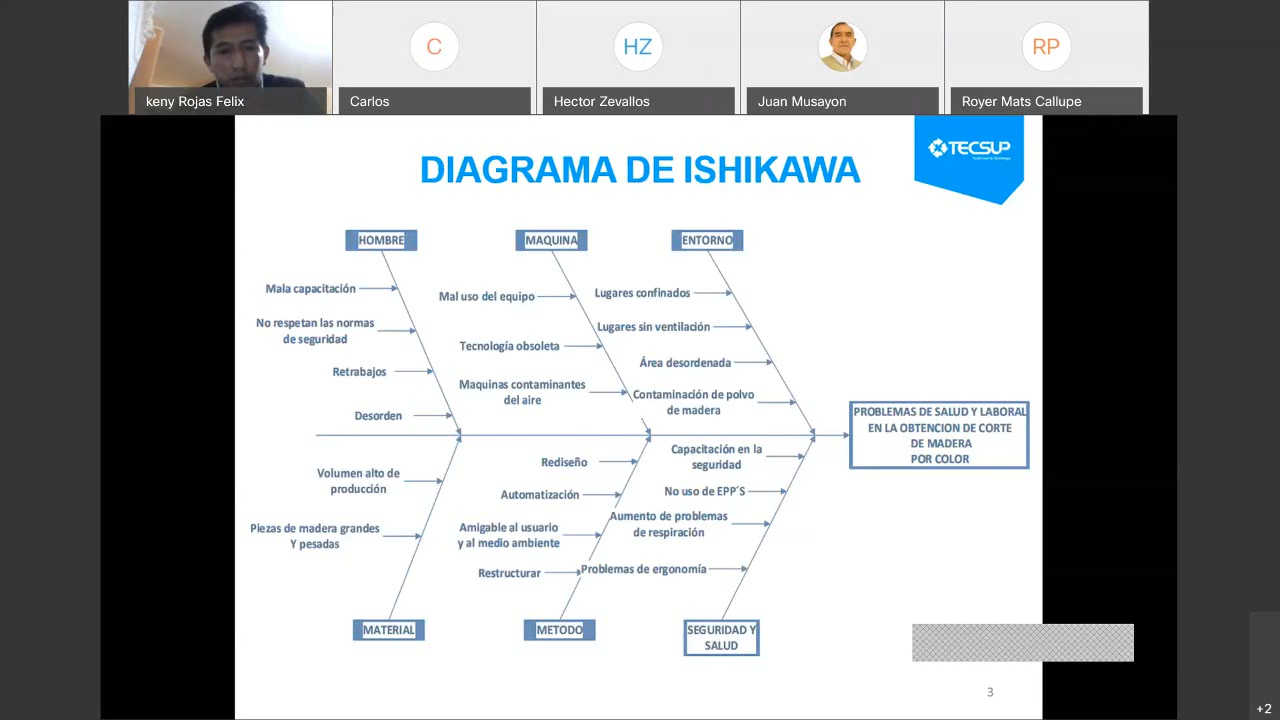 C
HZ
RP
keny Rojas Felix
Carlos
Hector Zevallos
Juan Musayon
Royer Mats Callupe
TECSUP
DIAGRAMA DE ISHIKAWA
HOMBRE
MAQUINA
ENTORNO
Mala capacitación
No respetan las normas
de seguridad
Retrabajos
Desorden
Mal uso del equipo
Tecnología obsoleta
Maquinas contaminantes
del aire
Lugares confinados
Lugares sin ventilación
Área desordenada
Contaminación de polvo
de madera
PROBLEMAS DE SALUD Y LABORAL
EN LA OBTENCION DE CORTE
DE MADERA
POR COLOR
Volumen alto de
producción
Piezas de madera grandes
Y pesadas
Rediseño
Automatización
Amigable al usuario
y al medio ambiente
Restructurar
Capacitación en la
seguridad
No uso de EPP´S
Aumento de problemas
de respiración
Problemas de ergonomía
MATERIAL
METODO
SEGURIDAD Y
SALUD
3
+2